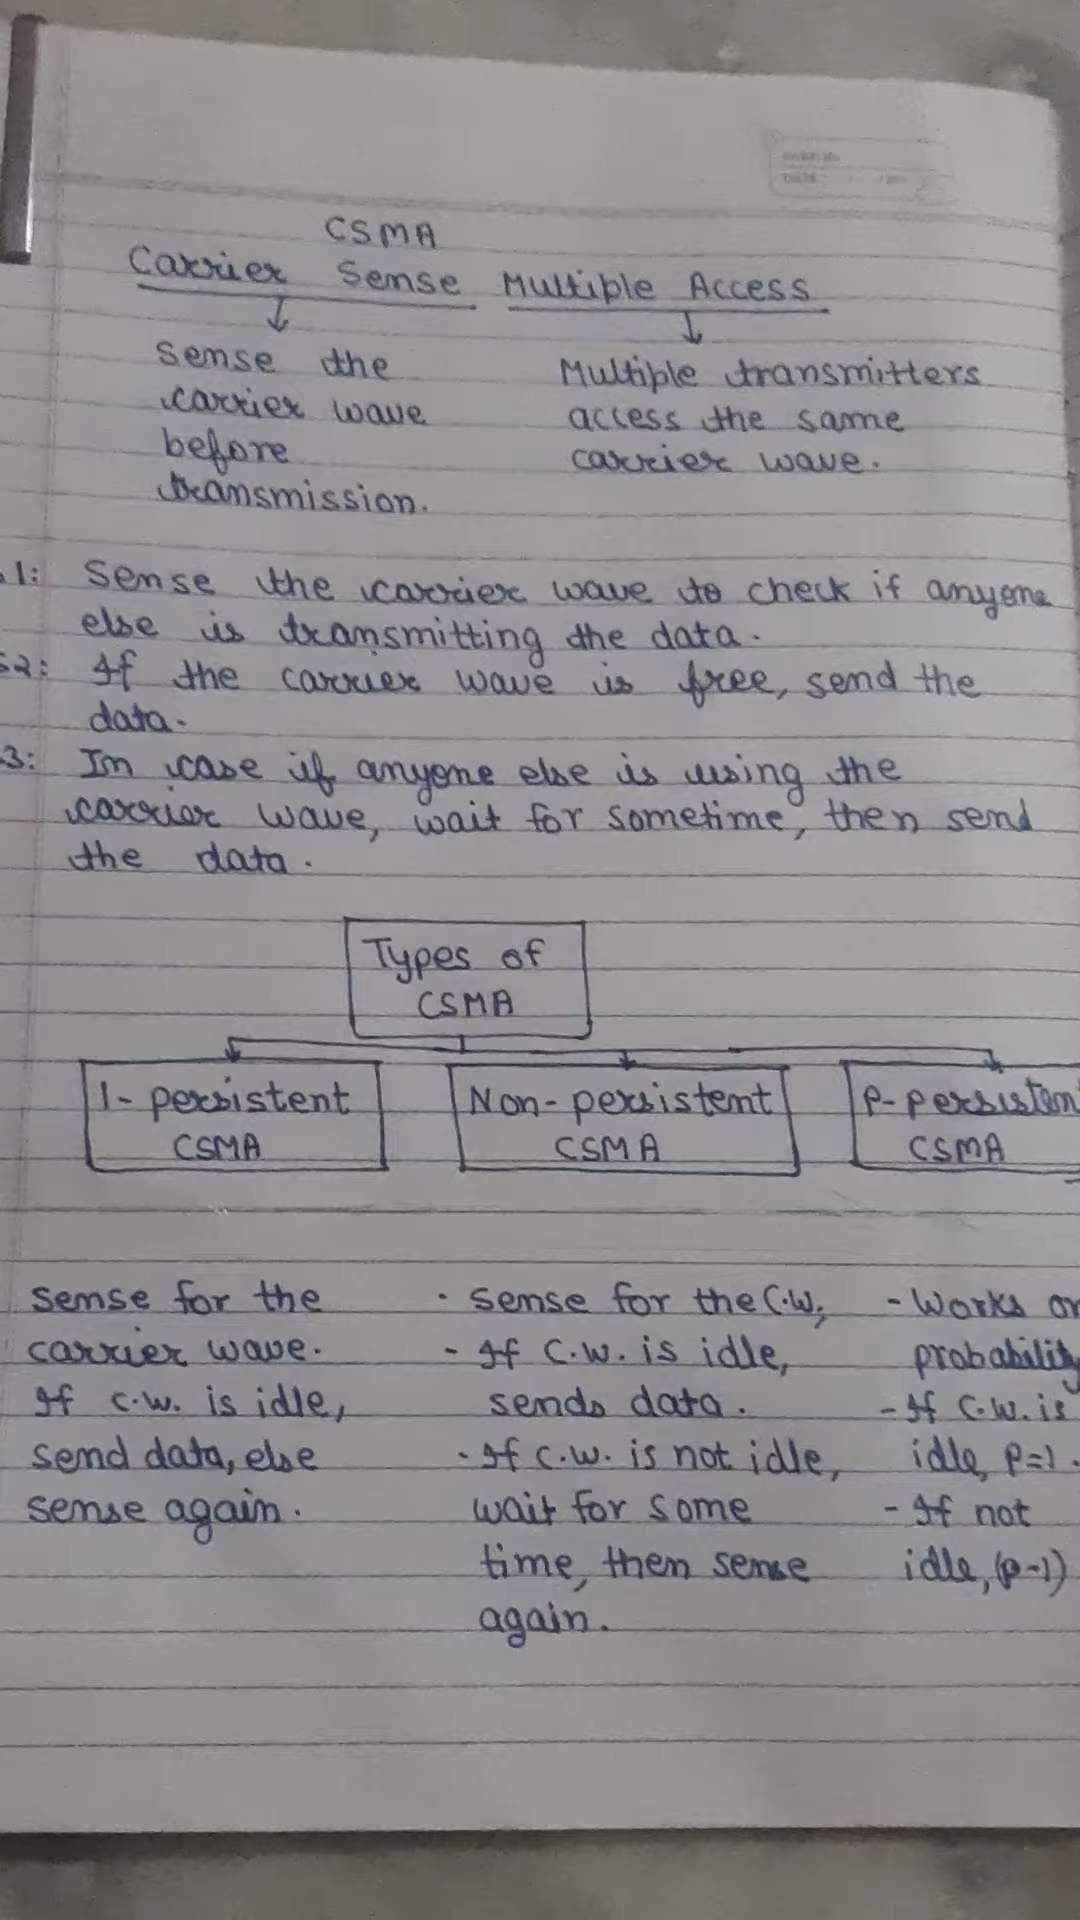 CSMA
Carrier Sense Multiple Access
sense the
carrier wave
before
transmission.
Multiple transmitters
access the same
carrier wave.
1: Sense the carrier wave to check if anyone
else is transmitting the data.
S2: If the carrier wave is free, send the
data.
3: In case if anyone else is using the
carrier wave, wait for sometime, then send
the data.
Types of
CSMA
1-persistent
CSMA
Non-persistent
CSMA
P-persisten
CSMA
sense for the
carrier wave.
If c.w. is idle,
send data, else
sense again.
· sense for the C.W.
- If C.W. is idle,
sends data.
· If c.w. is not idle,
wait for some
time, then sense
again.
- Works on
probability
- If C.W. is
idle, P=1.
- If not
idle, (p-1)